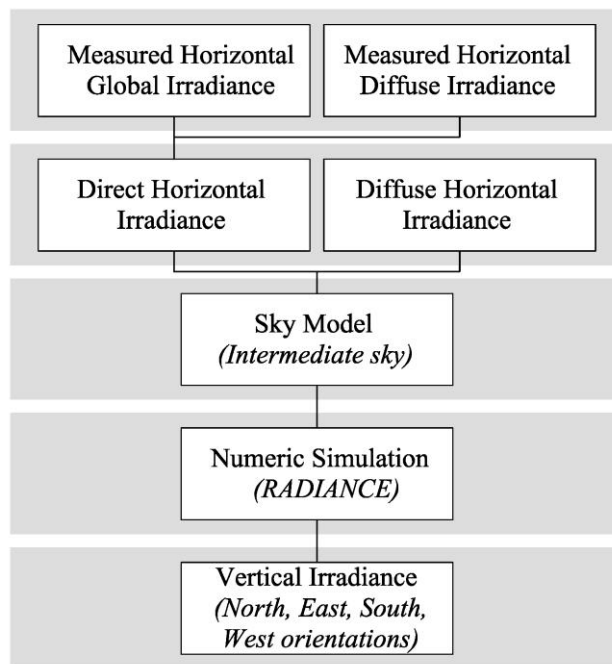 Measured Horizontal
Global Irradiance
Measured Horizontal
Diffuse Irradiance
Direct Horizontal
Irradiance
Diffuse Horizontal
Irradiance
Sky Model
(Intermediate sky)
Numeric Simulation
(RADIANCE)
Vertical Irradiance
(North, East, South,
West orientations)